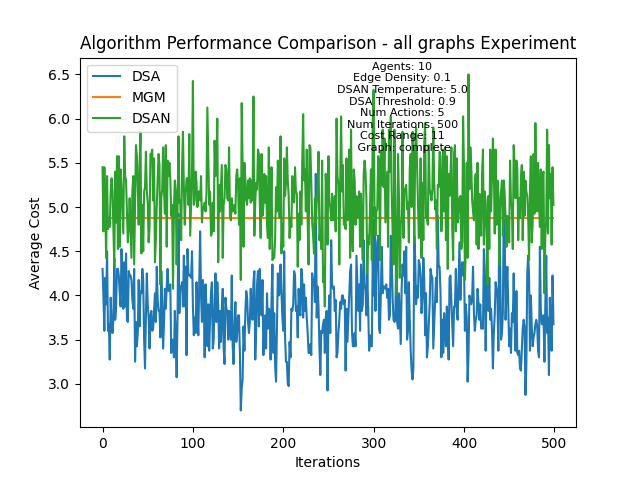 Algorithm Performance Comparison - all graphs Experiment
DSA
MGM
DSAN
Agents: 10
Edge Density: 0.1
DSAN Temperature: 5.0
DSA Threshold: 0.9
Num Actions: 5
Num Iterations: 500
Cost Range: 11
Graph: complete
Average Cost
6.5
6.0
5.5
5.0
4.5
4.0
3.5
3.0
0 100 200 300 400 500
Iterations